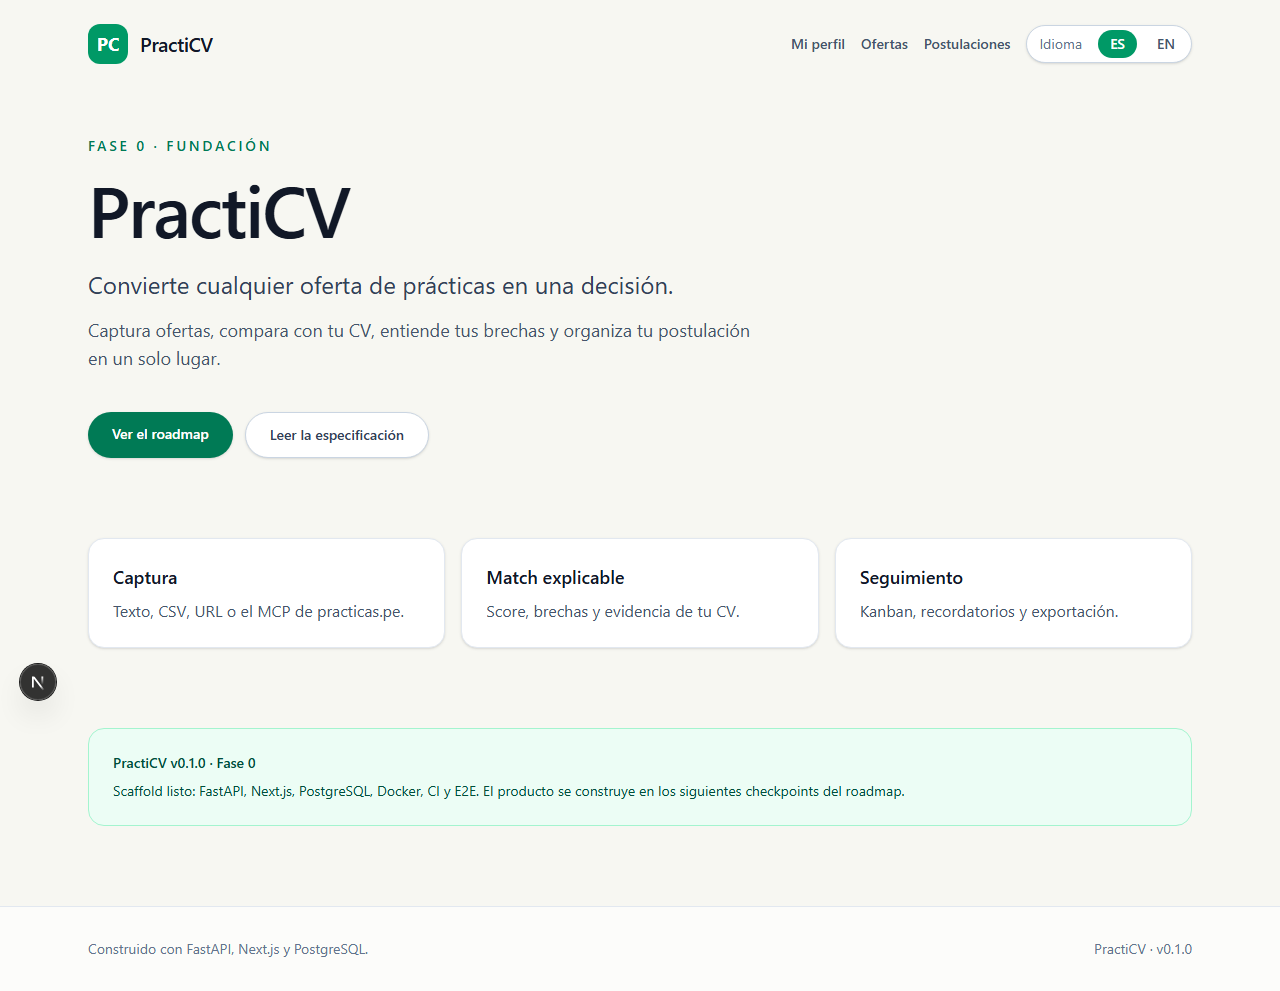 PC PractiCV
Mi perfil Ofertas Postulaciones Idioma ES EN
FASE 0 · FUNDACIÓN
PractiCV
Convierte cualquier oferta de prácticas en una decisión.
Captura ofertas, compara con tu CV, entiende tus brechas y organiza tu postulación
en un solo lugar.
Ver el roadmap
Leer la especificación
Captura
Texto, CSV, URL o el MCP de practicas.pe.
Match explicable
Score, brechas y evidencia de tu CV.
Seguimiento
Kanban, recordatorios y exportación.
N
PractiCV v0.1.0 · Fase 0
Scaffold listo: FastAPI, Next.js, PostgreSQL, Docker, CI y E2E. El producto se construye en los siguientes checkpoints del roadmap.
Construido con FastAPI, Next.js y PostgreSQL.
PractiCV · v0.1.0